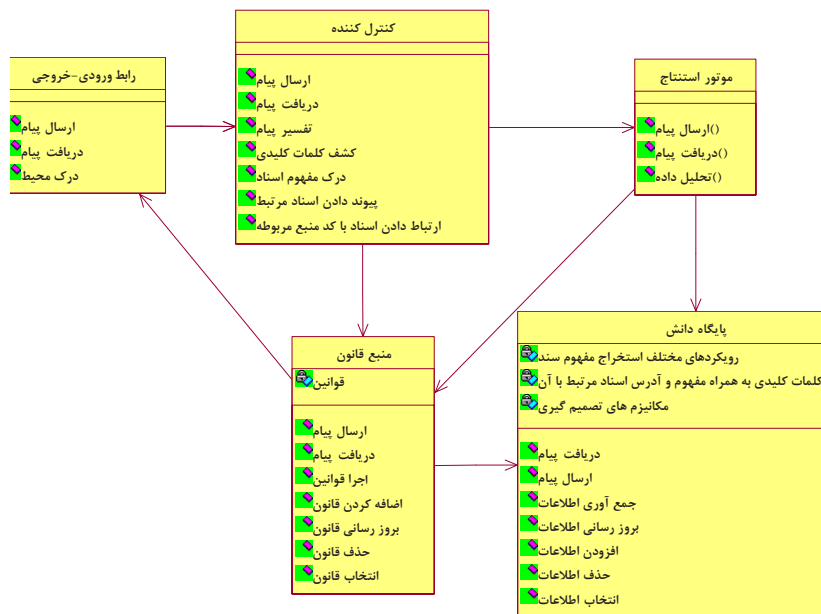 کنترل کننده
ارسال پیام
دریافت پیام
تفسیر پیام
کشف کلمات کلیدی
درک مفهوم اسناد
پیوند دادن اسناد مرتبط
ارتباط دادن اسناد با کد منبع مربوطه
موتور استنتاج
ارسال پیام()
دریافت پیام()
تحلیل داده()
رابط ورودی-خروجی
ارسال پیام
دریافت پیام
درک محیط
منبع قانون
قوانین
ارسال پیام
دریافت پیام
اجرا قوانین
اضافه کردن قانون
بروز رسانی قانون
حذف قانون
انتخاب قانون
پایگاه دانش
رویکردهای مختلف استخراج مفهوم سند
کلمات کلیدی به همراه مفهوم و آدرس اسناد مرتبط با آن
مکانیزم های تصمیم گیری
دریافت پیام
ارسال پیام
جمع آوری اطلاعات
بروز رسانی اطلاعات
افزودن اطلاعات
حذف اطلاعات
انتخاب اطلاعات